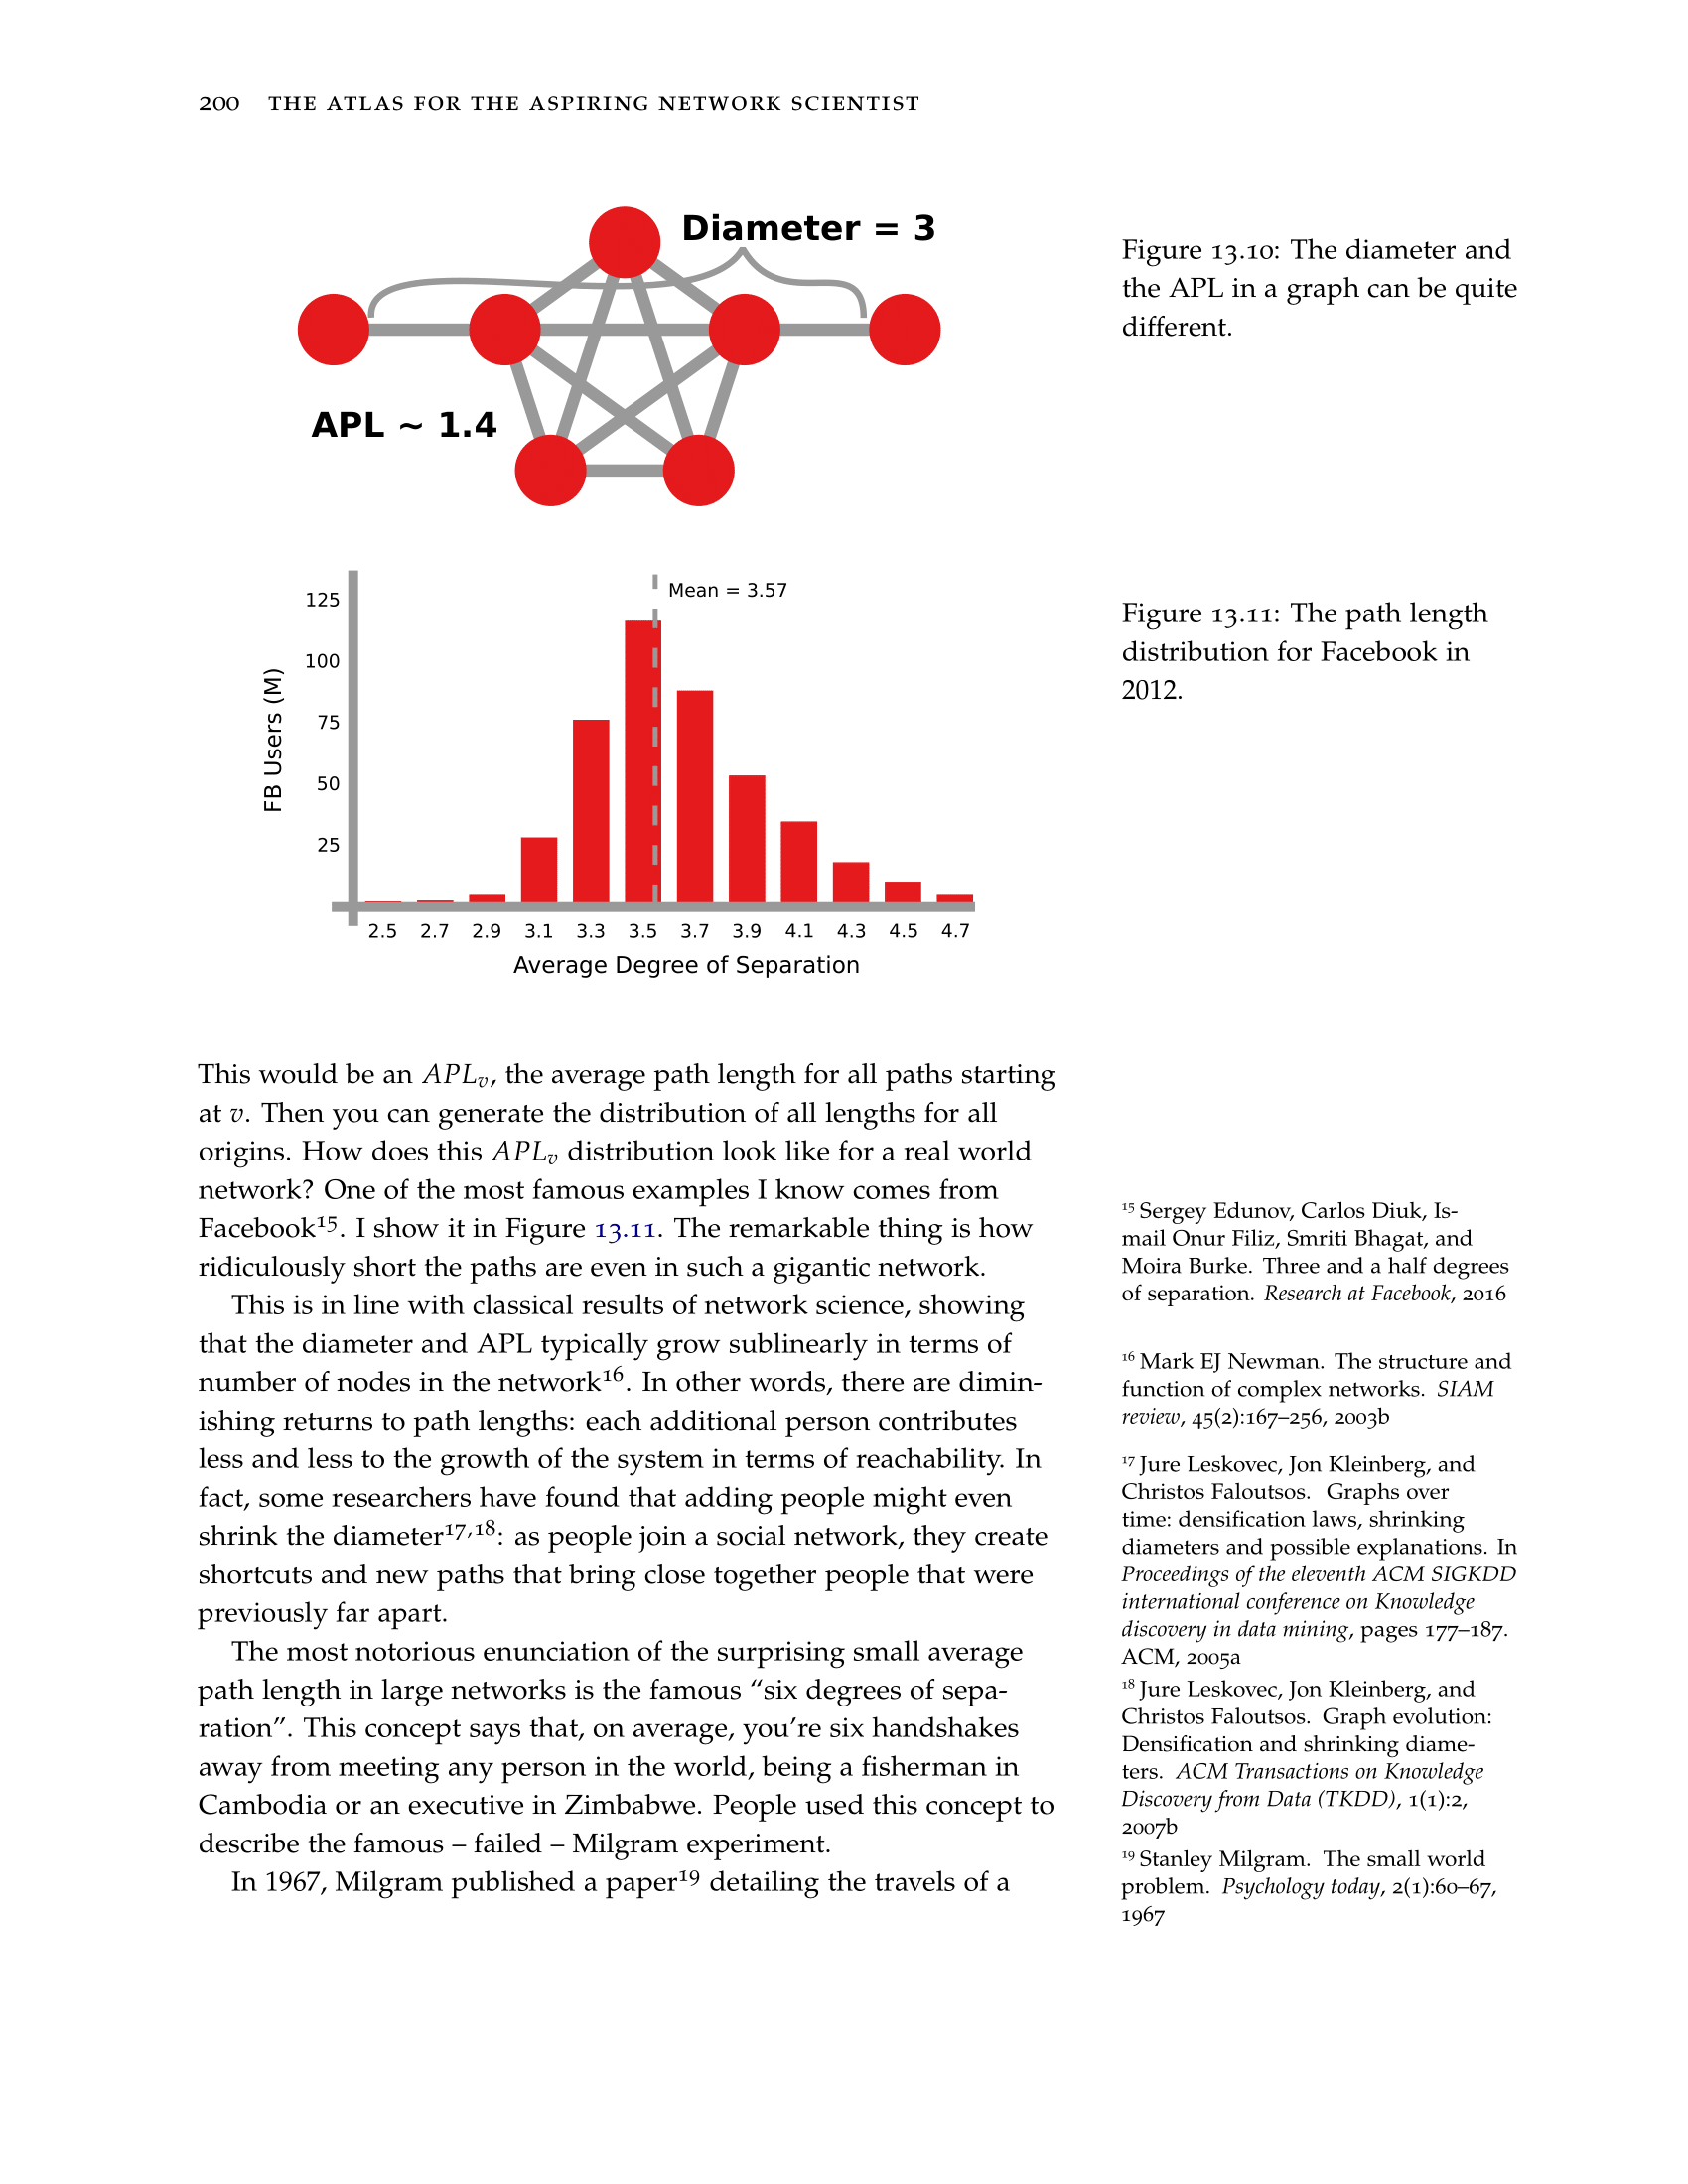 200 THE ATLAS FOR THE ASPIRING NETWORK SCIENTIST
Diameter = 3
APL ~ 1.4
Figure 13.10: The diameter and
the APL in a graph can be quite
different.
125
100
75
50
25
FB Users (M)
Mean = 3.57
2.5 2.7 2.9 3.1 3.3 3.5 3.7 3.9 4.1 4.3 4.5 4.7
Average Degree of Separation
Figure 13.11: The path length
distribution for Facebook in
2012.
This would be an APLv, the average path length for all paths starting
at v. Then you can generate the distribution of all lengths for all
origins. How does this APLv distribution look like for a real world
network? One of the most famous examples I know comes from
Facebook15. I show it in Figure 13.11. The remarkable thing is how
ridiculously short the paths are even in such a gigantic network.
This is in line with classical results of network science, showing
that the diameter and APL typically grow sublinearly in terms of
number of nodes in the network16. In other words, there are dimin-
ishing returns to path lengths: each additional person contributes
less and less to the growth of the system in terms of reachability. In
fact, some researchers have found that adding people might even
shrink the diameter17,18: as people join a social network, they create
shortcuts and new paths that bring close together people that were
previously far apart.
The most notorious enunciation of the surprising small average
path length in large networks is the famous “six degrees of sepa-
ration”. This concept says that, on average, you’re six handshakes
away from meeting any person in the world, being a fisherman in
Cambodia or an executive in Zimbabwe. People used this concept to
describe the famous – failed – Milgram experiment.
In 1967, Milgram published a paper19 detailing the travels of a
15 Sergey Edunov, Carlos Diuk, Is-
mail Onur Filiz, Smriti Bhagat, and
Moira Burke. Three and a half degrees
of separation. Research at Facebook, 2016
16 Mark EJ Newman. The structure and
function of complex networks. SIAM
review, 45(2):167–256, 2003b
17 Jure Leskovec, Jon Kleinberg, and
Christos Faloutsos. Graphs over
time: densification laws, shrinking
diameters and possible explanations. In
Proceedings of the eleventh ACM SIGKDD
international conference on Knowledge
discovery in data mining, pages 177–187.
ACM, 2005a
18 Jure Leskovec, Jon Kleinberg, and
Christos Faloutsos. Graph evolution:
Densification and shrinking diame-
ters. ACM Transactions on Knowledge
Discovery from Data (TKDD), 1(1):2,
2007b
19 Stanley Milgram. The small world
problem. Psychology today, 2(1):60–67,
1967